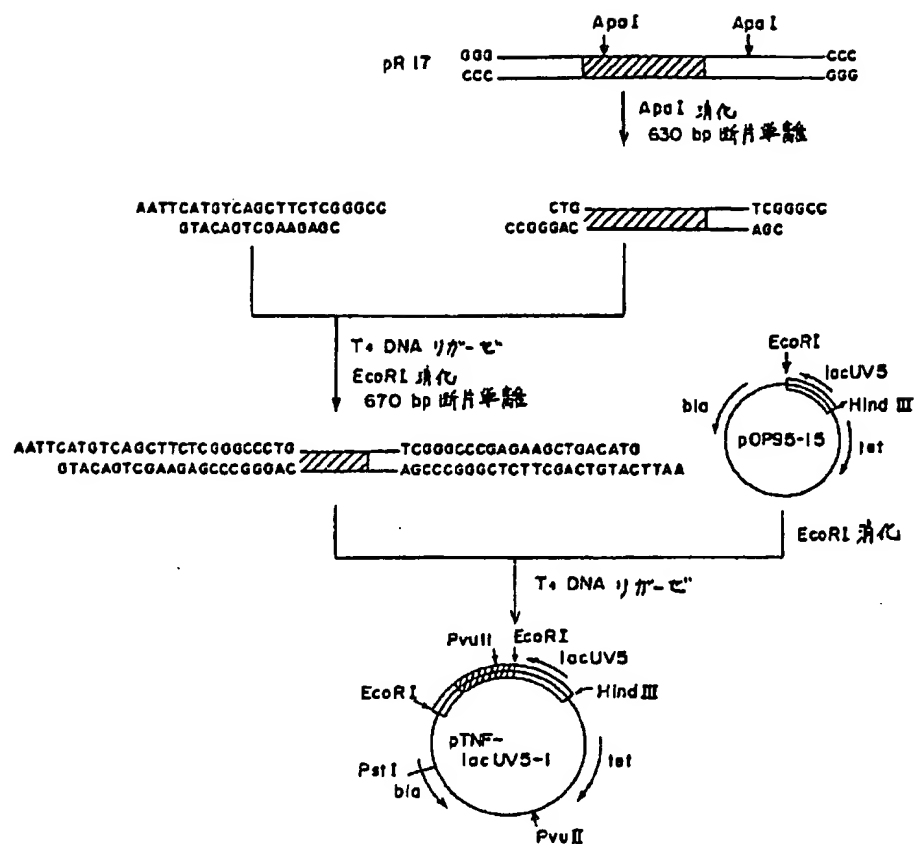 ApaI ApaI
pR 17 GGG CCC
CCC GGG
ApaI 消化
630 bp 断片単離
AATTCATGTCAGCTTCTCGGGCC
GTACAGTCGAAGAGC
CTG TCGGGCC
CCGGGAC AGC
T4 DNA リガーゼ
EcoRI 消化
670 bp 断片単離
EcoRI
lacUV5
HindIII
bla
pOP95-15
tet
AATTCATGTCAGCTTCTCGGGCCCTG TCGGGCCCGAGAAGCTGACATG
GTACAGTCGAAGAGCCCGGGAC AGCCCGGGCTCTTCGACTGTACTTAA
EcoRI 消化
T4 DNA リガーゼ
PvuII EcoRI
lacUV5
EcoRI
HindIII
pTNF-
lacUV5-1
PstI
bla
tet
PvuII